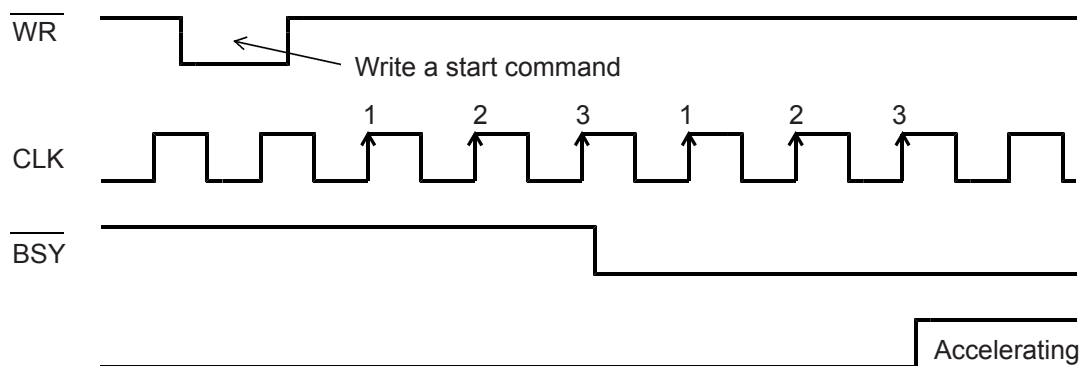 WR
Write a start command
1 2 3 1 2 3
CLK
BSY
Accelerating